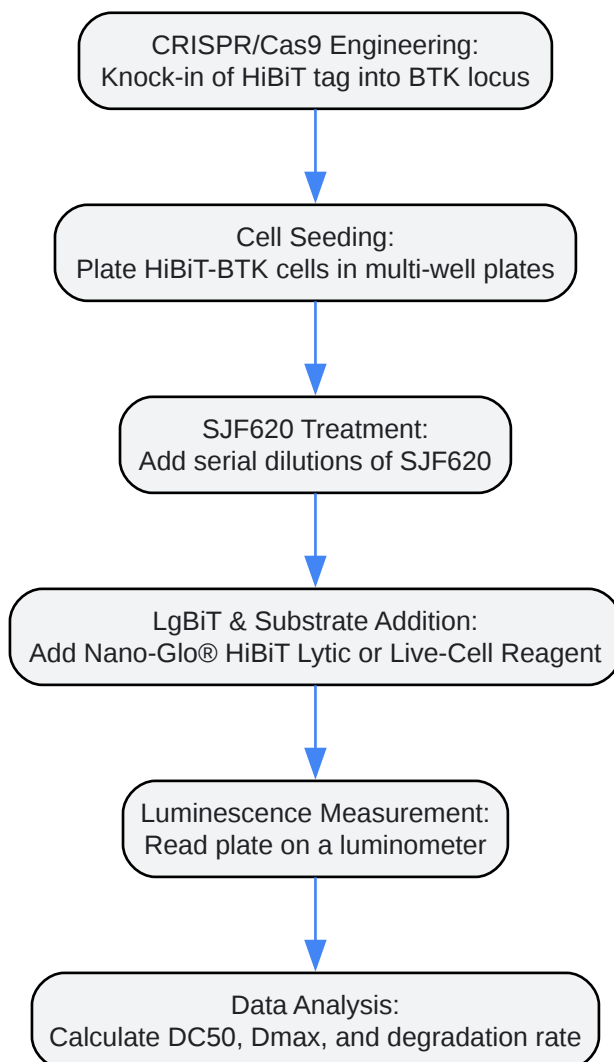 CRISPR/Cas9 Engineering:
Knock-in of HiBiT tag into BTK locus
Cell Seeding:
Plate HiBiT-BTK cells in multi-well plates
SJF620 Treatment:
Add serial dilutions of SJF620
LgBiT & Substrate Addition:
Add Nano-Glo® HiBiT Lytic or Live-Cell Reagent
Luminescence Measurement:
Read plate on a luminometer
Data Analysis:
Calculate DC50, Dmax, and degradation rate